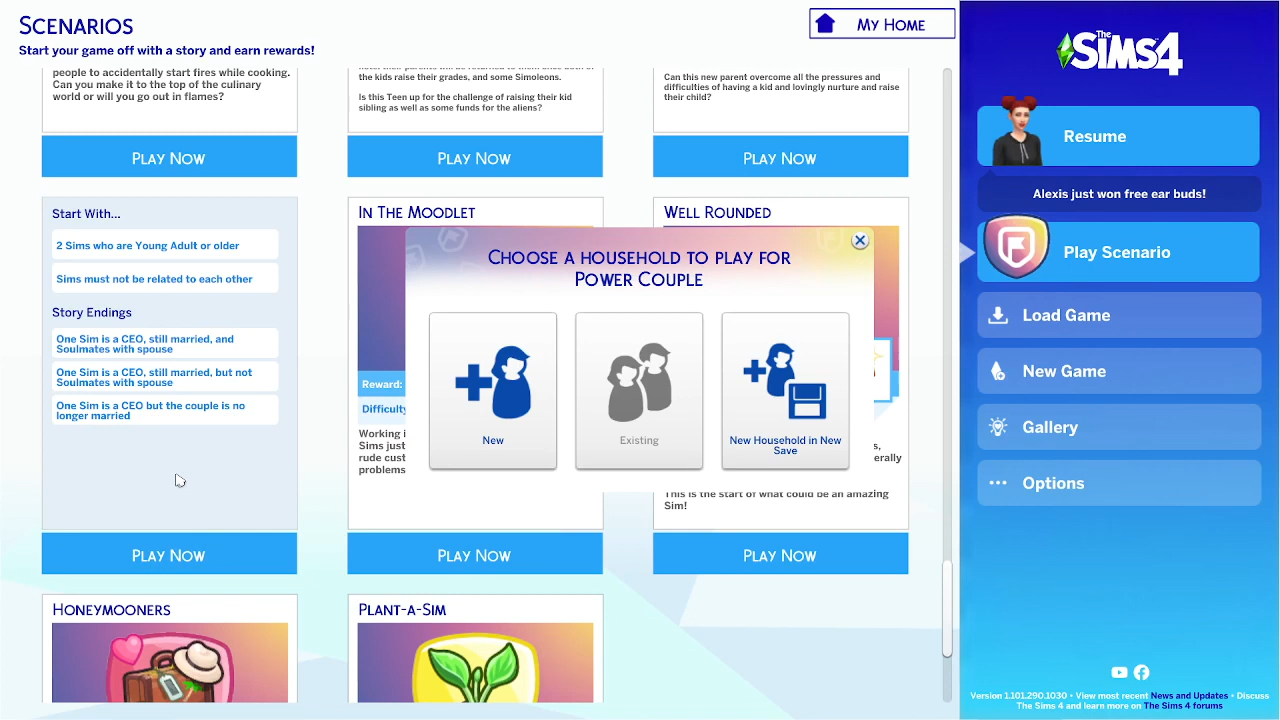 SCENARIOS
Start your game off with a story and earn rewards!
MY HOME
people to accidentally start fires while cooking.
Can you make it to the top of the culinary
world or will you go out in flames?
PLAY NOW
the kids raise their grades, and some Simoleons.
Is this Teen up for the challenge of raising their kid
sibling as well as some funds for the aliens?
PLAY NOW
Can this new parent overcome all the pressures and
difficulties of having a kid and lovingly nurture and raise
their child?
PLAY NOW
Start With...
2 Sims who are Young Adult or older
Sims must not be related to each other
Story Endings
One Sim is a CEO, still married, and
Soulmates with spouse
One Sim is a CEO, still married, but not
Soulmates with spouse
One Sim is a CEO but the couple is no
longer married
PLAY NOW
IN THE MOODLET
Reward:
Difficulty
Working i
Sims just
rude cust
problems
PLAY NOW
WELL ROUNDED
s,
erally
This is the start of what could be an amazing
Sim!
PLAY NOW
CHOOSE A HOUSEHOLD TO PLAY FOR
POWER COUPLE
New
Existing
New Household in New
Save
HONEYMOONERS
PLANT-A-SIM
The SIMS 4
Resume
Alexis just won free ear buds!
Play Scenario
Load Game
New Game
Gallery
Options
Version 1.101.290.1030 • View most recent News and Updates • Discuss
The Sims 4 and learn more on The Sims 4 forums